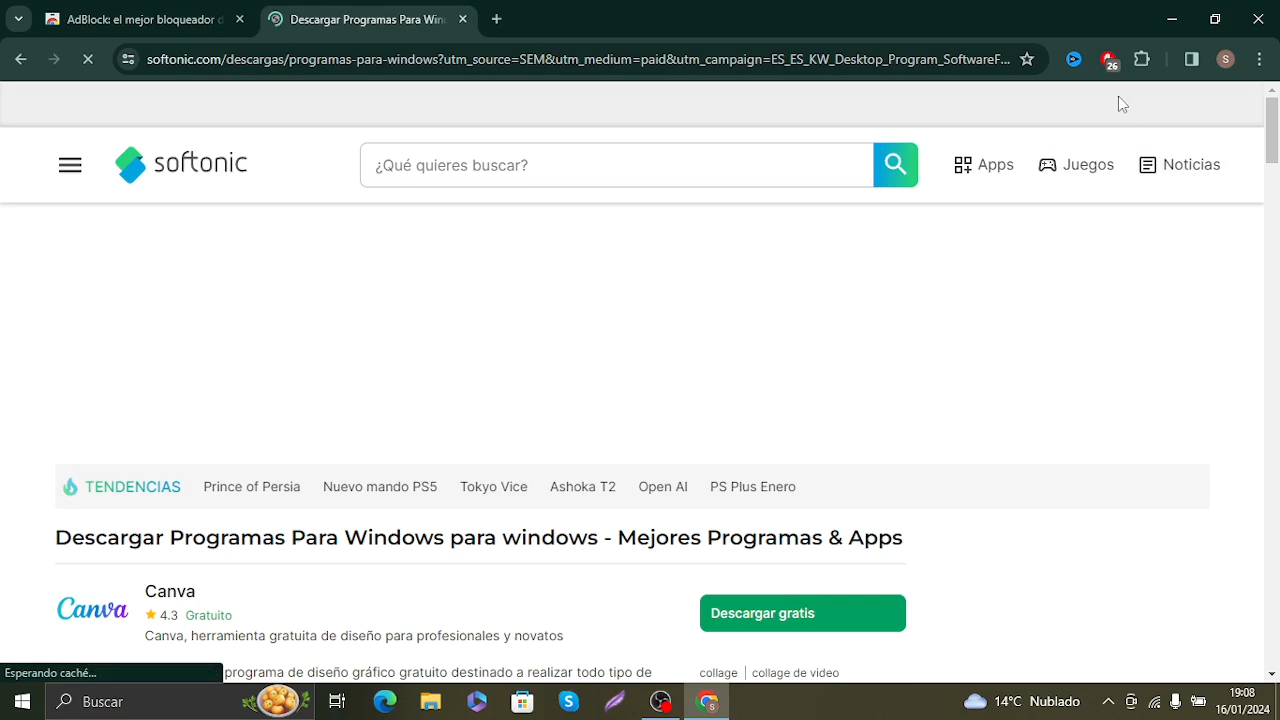 AdBlock: el mejor bloqueador d
Descargar Programas Para Win
softonic.com/descargas/programas-para-windows?utm_source=SEM&utm_medium=paid&utm_campaign=ES_ES_KW_Desktop_Program_SoftwareF...
26
S
softonic
¿Qué quieres buscar?
Apps
Juegos
Noticias
TENDENCIAS
Prince of Persia
Nuevo mando PS5
Tokyo Vice
Ashoka T2
Open AI
PS Plus Enero
Descargar Programas Para Windows para windows - Mejores Programas & Apps
Canva
Canva
4.3 Gratuito
Descargar gratis
Canva, herramienta gratuita de diseño para profesionales y novatos
Esperando caché...
programa de diseño gráfico gratuito destinado a realizar todo tipo de
collage
collage de video
Buscar
14°C Nublado
19:08
16/01/2024